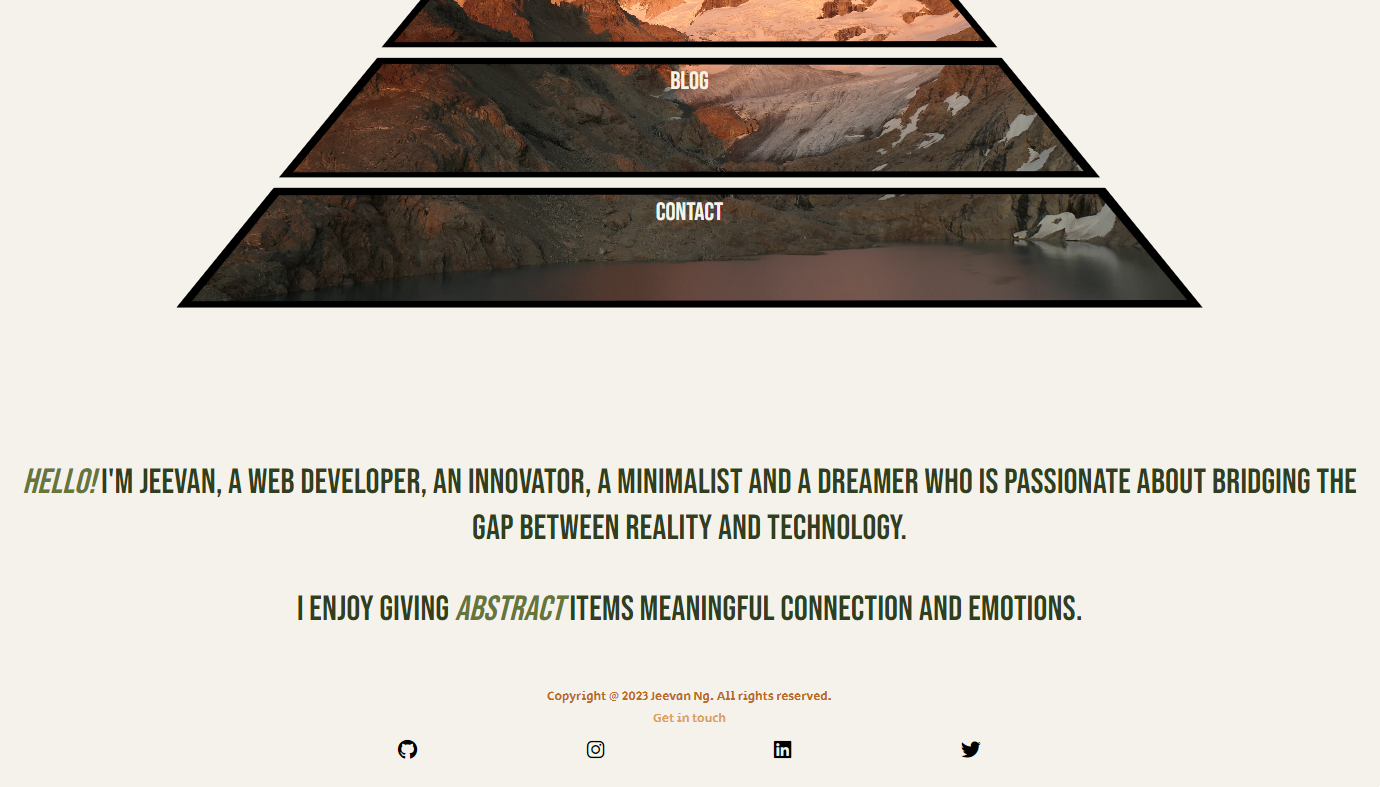 BLOG
CONTACT
HELLO! I'M JEEVAN, A WEB DEVELOPER, AN INNOVATOR, A MINIMALIST AND A DREAMER WHO IS PASSIONATE ABOUT BRIDGING THE
GAP BETWEEN REALITY AND TECHNOLOGY.
I ENJOY GIVING ABSTRACT ITEMS MEANINGFUL CONNECTION AND EMOTIONS.
Copyright @ 2023 Jeevan Ng. All rights reserved.
Get in touch
in